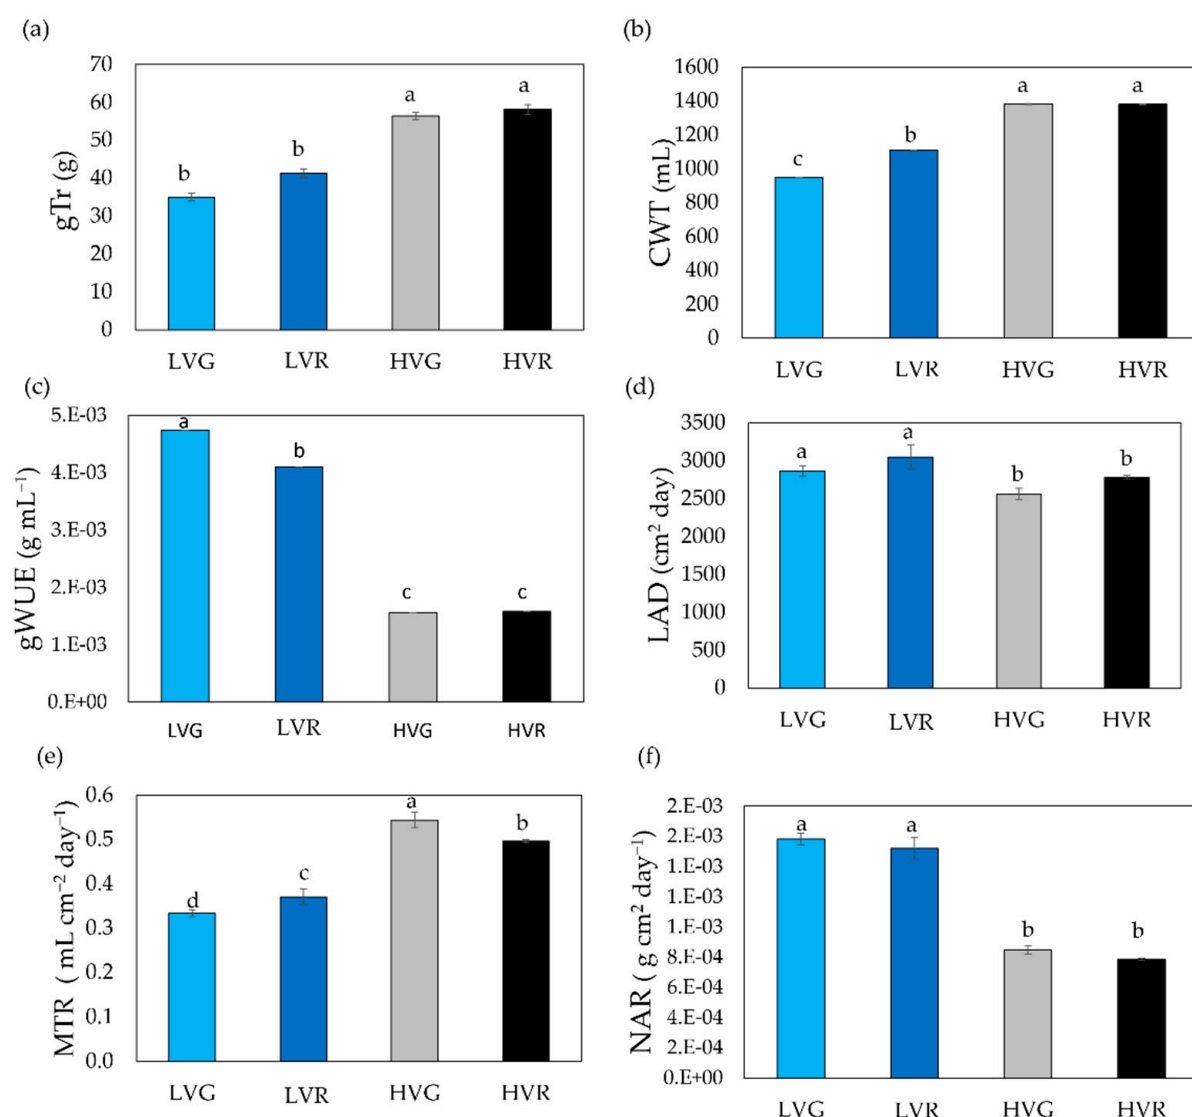 (a)
70
60
50
40
30
20
10
0
gTr (g)
b
b
a
a
LVG LVR HVG HVR
(b)
1600
1400
1200
1000
800
600
400
200
0
CWT (mL)
c
b
a
a
LVG LVR HVG HVR
(c)
5.E-03
4.E-03
3.E-03
2.E-03
1.E-03
0.E+00
gWUE (g mL⁻¹)
a
b
c
c
LVG LVR HVG HVR
(d)
3500
3000
2500
2000
1500
1000
500
0
LAD (cm² day)
a
a
b
b
LVG LVR HVG HVR
(e)
0.6
0.5
0.4
0.3
0.2
0.1
0.0
MTR ( mL cm⁻² day⁻¹)
d
c
a
b
LVG LVR HVG HVR
(f)
2.E-03
2.E-03
1.E-03
1.E-03
1.E-03
8.E-04
6.E-04
4.E-04
2.E-04
0.E+00
NAR ( g cm² day⁻¹)
a
a
b
b
LVG LVR HVG HVR